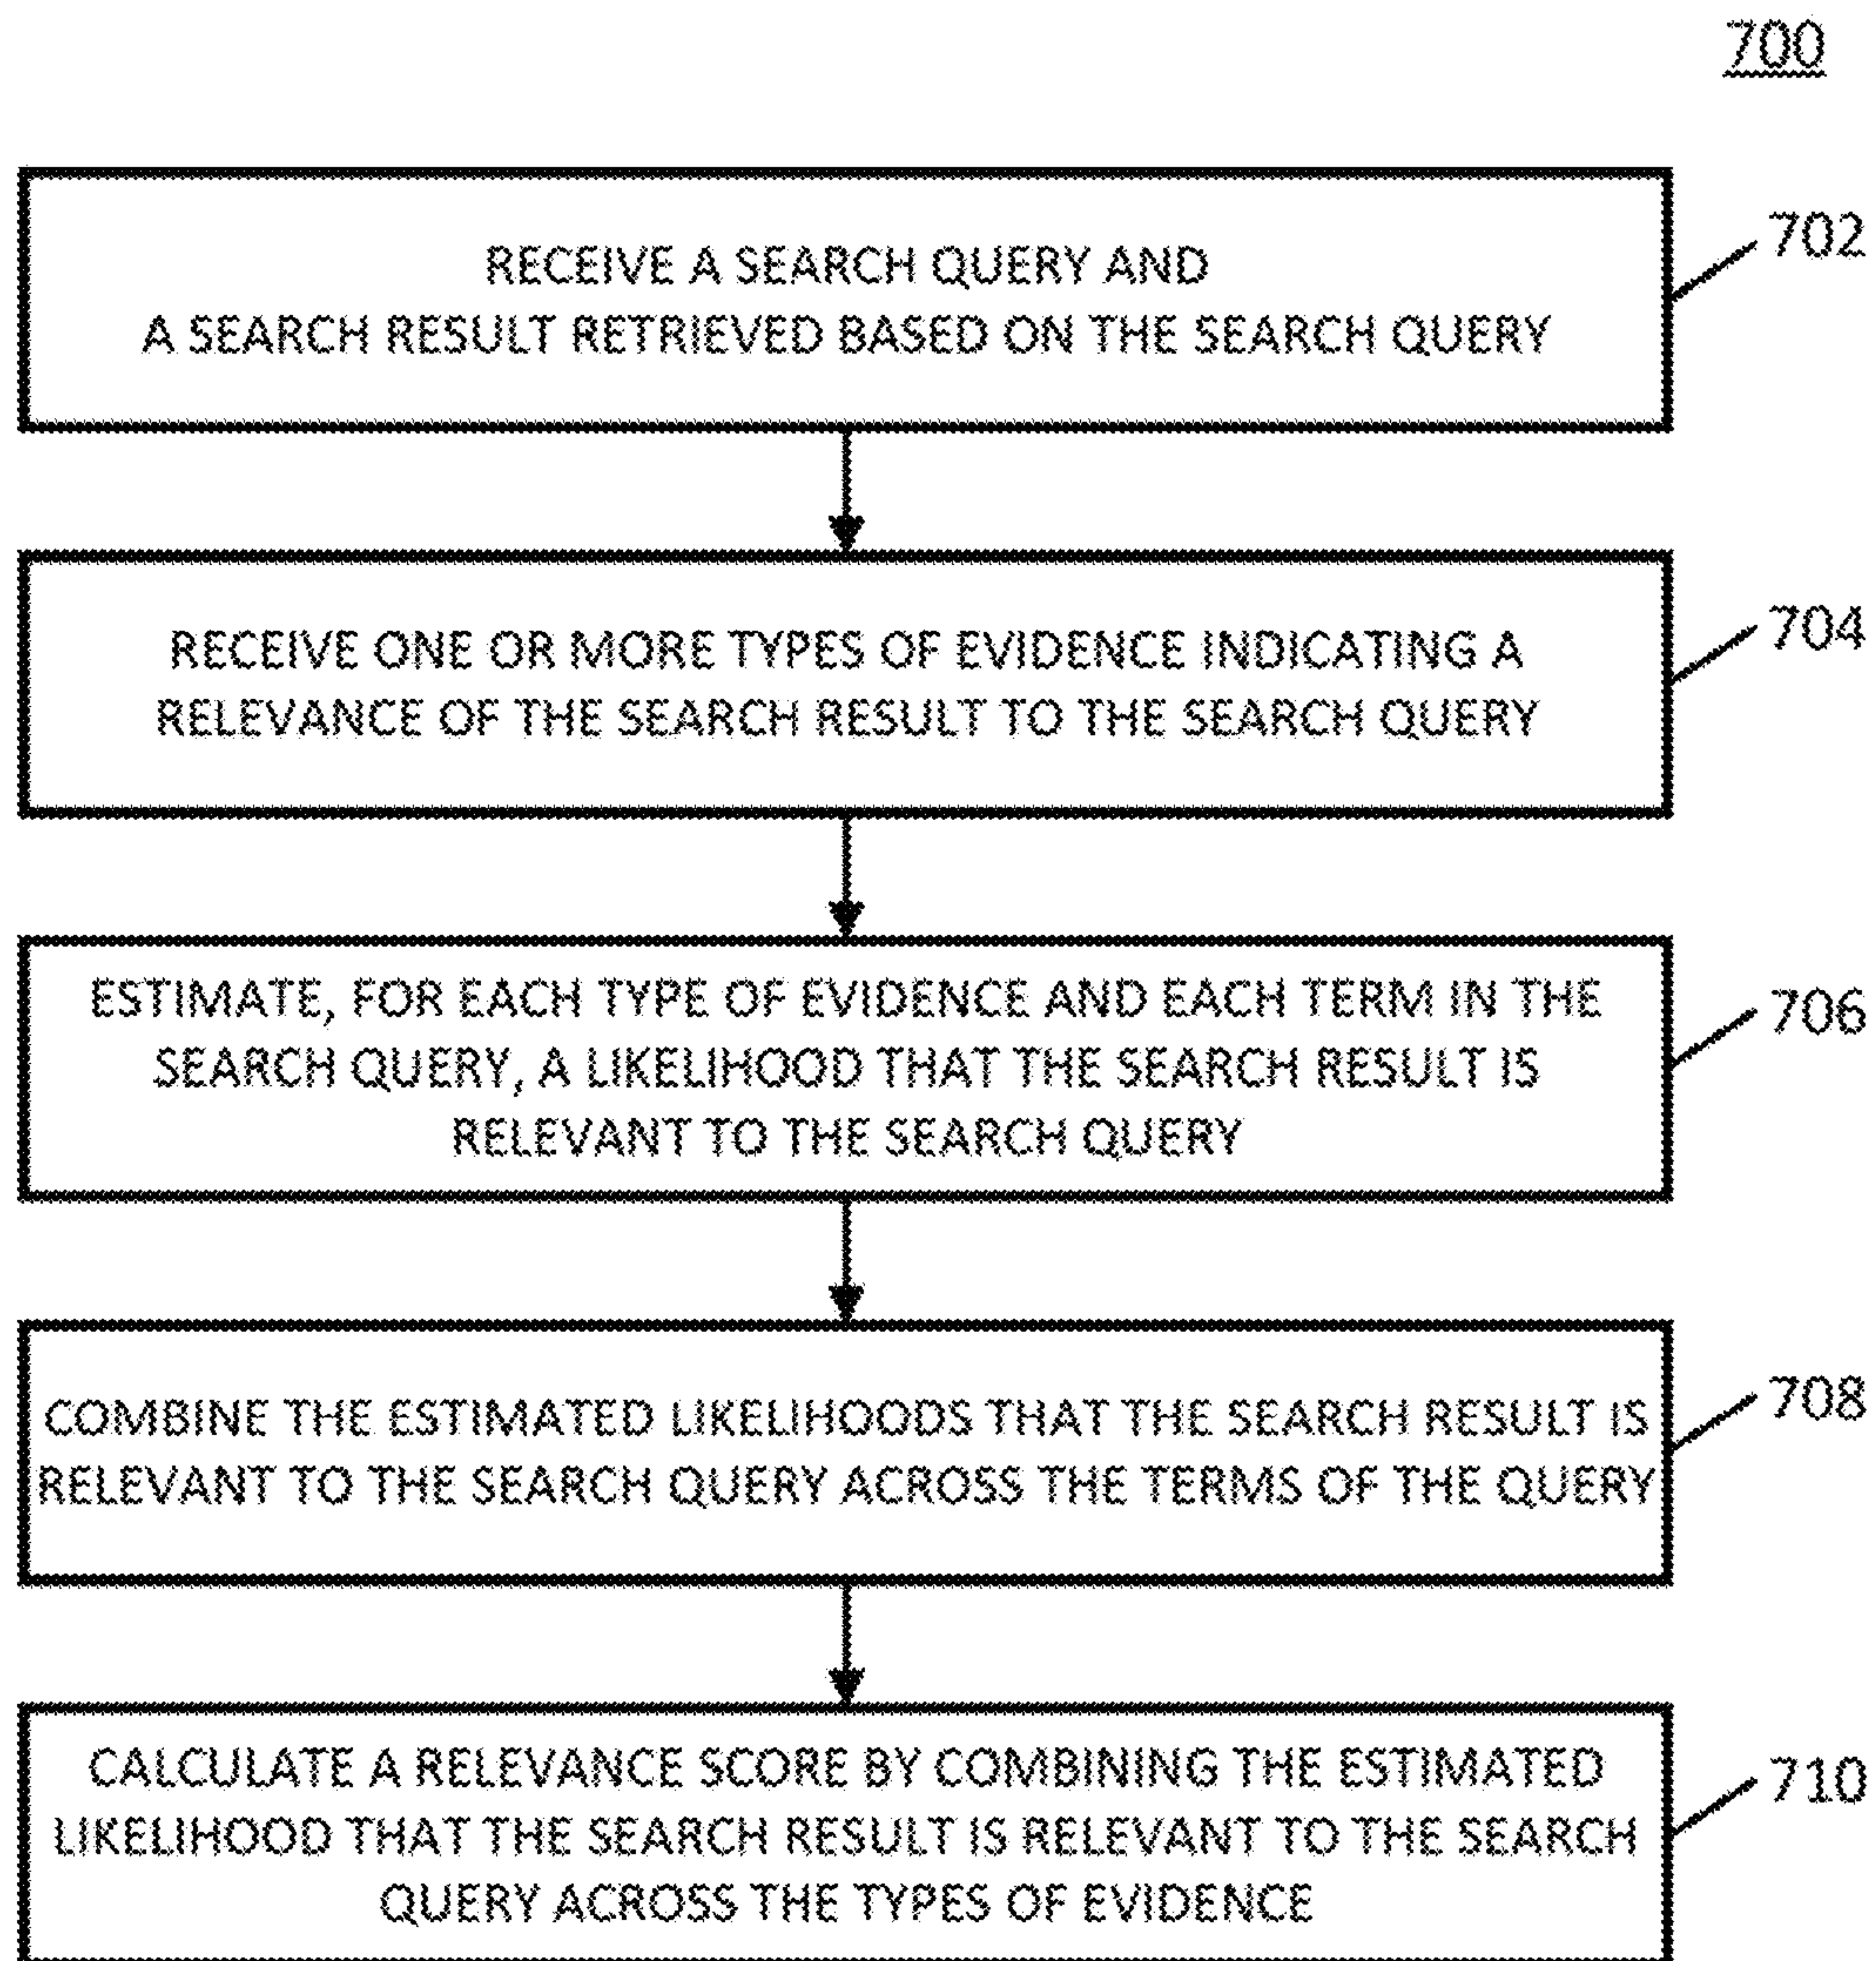 700
RECEIVE A SEARCH QUERY AND
A SEARCH RESULT RETRIEVED BASED ON THE SEARCH QUERY
702
RECEIVE ONE OR MORE TYPES OF EVIDENCE INDICATING A
RELEVANCE OF THE SEARCH RESULT TO THE SEARCH QUERY
704
ESTIMATE, FOR EACH TYPE OF EVIDENCE AND EACH TERM IN THE
SEARCH QUERY, A LIKELIHOOD THAT THE SEARCH RESULT IS
RELEVANT TO THE SEARCH QUERY
706
COMBINE THE ESTIMATED LIKELIHOODS THAT THE SEARCH RESULT IS
RELEVANT TO THE SEARCH QUERY ACROSS THE TERMS OF THE QUERY
708
CALCULATE A RELEVANCE SCORE BY COMBINING THE ESTIMATED
LIKELIHOOD THAT THE SEARCH RESULT IS RELEVANT TO THE SEARCH
QUERY ACROSS THE TYPES OF EVIDENCE
710